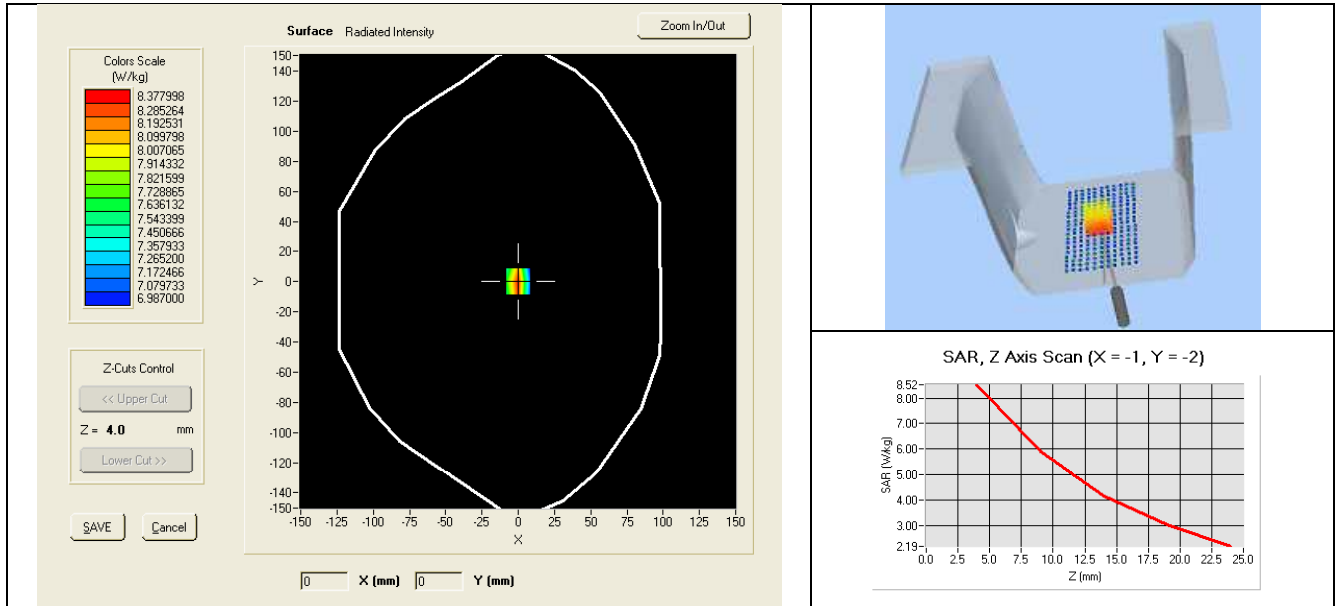 Surface Radiated Intensity
Zoom In/Out
Colors Scale
(W/kg)
8.377998
8.285264
8.192531
8.099798
8.007065
7.914332
7.821599
7.728865
7.636132
7.543399
7.450666
7.357933
7.265200
7.172466
7.079733
6.987000
Z-Cuts Control
<< Upper Cut
Z = 4.0 mm
Lower Cut >>
SAVE Cancel
150
140
120
100
80
60
40
20
0
-20
-40
-60
-80
-100
-120
-140
-150
Y
-150 -125 -100 -75 -50 -25 0 25 50 75 100 125 150
X
0 X (mm) 0 Y (mm)
SAR, Z Axis Scan (X = -1, Y = -2)
8.52
8.00
7.00
6.00
5.00
4.00
3.00
2.19
SAR (W/kg)
0.0 2.5 5.0 7.5 10.0 12.5 15.0 17.5 20.0 22.5 25.0
Z (mm)